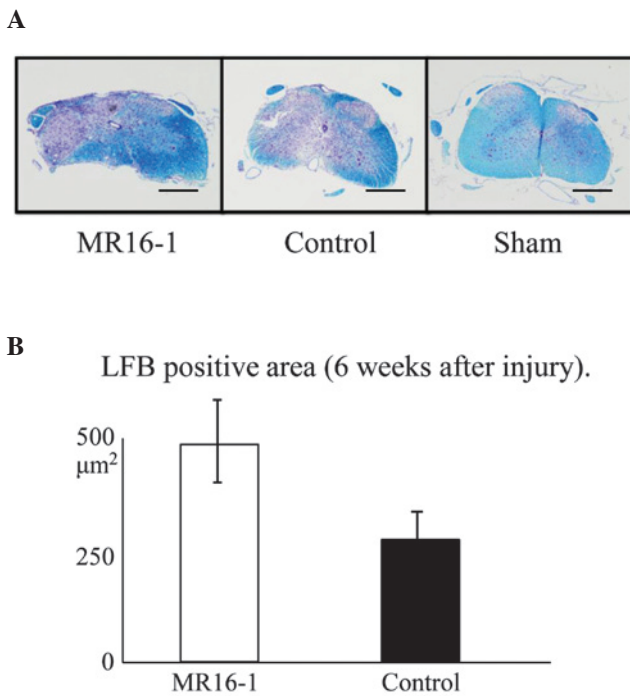 A
MR16-1 Control Sham
B
LFB positive area (6 weeks after injury).
500
μm²
250
0
MR16-1 Control